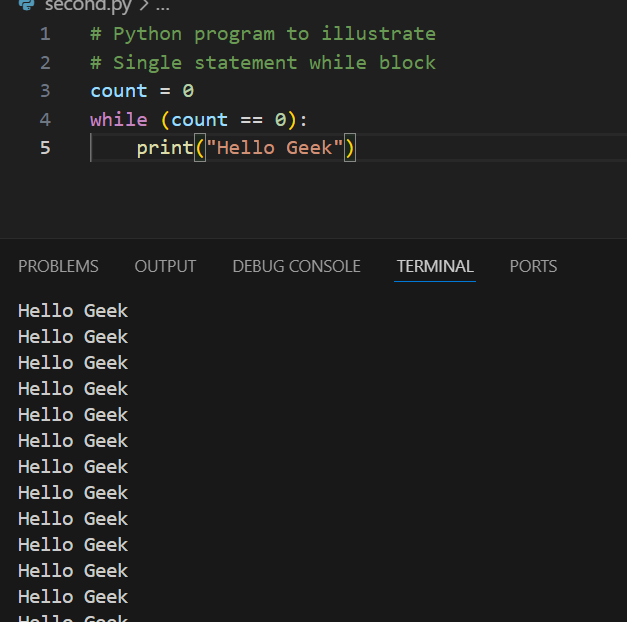 second.py > ...
1 # Python program to illustrate
2 # Single statement while block
3 count = 0
4 while (count == 0):
5 print("Hello Geek")
PROBLEMS OUTPUT DEBUG CONSOLE TERMINAL PORTS
Hello Geek
Hello Geek
Hello Geek
Hello Geek
Hello Geek
Hello Geek
Hello Geek
Hello Geek
Hello Geek
Hello Geek
Hello Geek
Hello Geek
Hello Geek